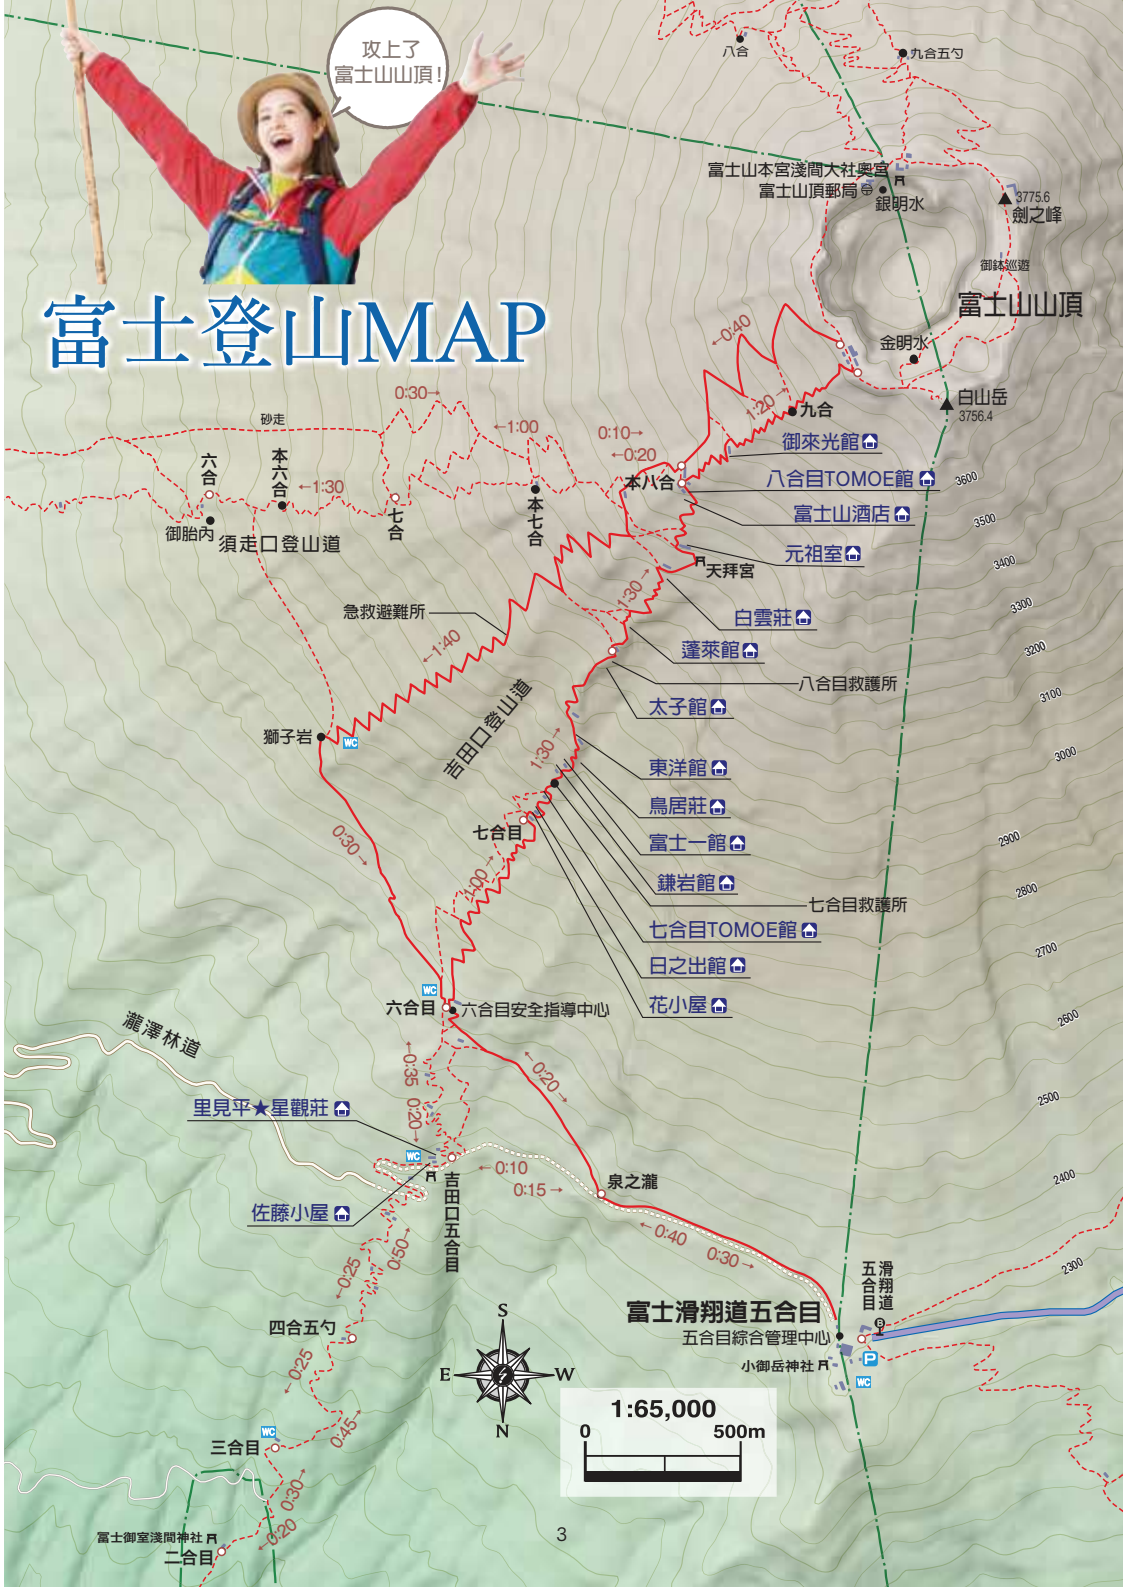 攻上了
富士山山頂！
富士登山MAP
八合
九合五勺
富士山本宮淺間大社奧宮
富士山頂郵局
銀明水
3775.6
劍之峰
御鉢巡遊
富士山山頂
金明水
白山岳
3756.4
←0:40
1:20→
九合
0:30→
砂走
←1:00
0:10→
←0:20
御來光館
六合
本六合
←1:30
七合
本七合
本八合
八合目TOMOE館
富士山酒店
元祖室
御胎內
須走口登山道
天拜宮
3600
3500
3400
3300
3200
3100
3000
2900
2800
2700
2600
2500
2400
2300
急救避難所
1:30→
白雲莊
蓬萊館
←1:40
八合目救護所
太子館
吉田口登山道
獅子岩
WC
1:30→
東洋館
鳥居莊
七合目
富士一館
0:30→
鎌岩館
1:00→
七合目救護所
七合目TOMOE館
日之出館
花小屋
WC
六合目
六合目安全指導中心
瀧澤林道
←0:35
0:20→
←0:20→
里見平★星觀莊
WC
←0:10
0:15→
泉之瀧
吉田口五合目
佐藤小屋
←0:40
0:30→
0:50→
←0:25
滑翔道
五合目
富士滑翔道五合目
五合目綜合管理中心
小御岳神社
B
P
WC
四合五勺
←0:25
S
E
W
N
1:65,000
0
500m
WC
三合目
0:45→
0:30→
←0:20
富士御室淺間神社
二合目
3